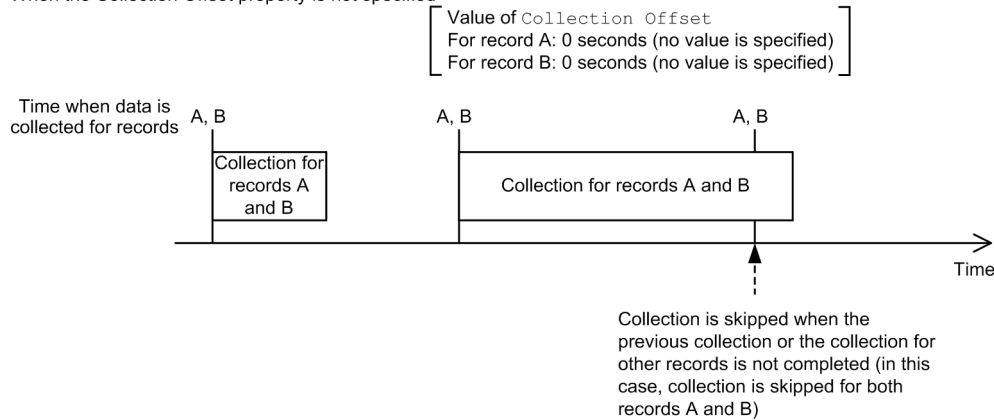 When the Collection Offset property is not specified
Value of Collection Offset
For record A: 0 seconds (no value is specified)
For record B: 0 seconds (no value is specified)
Time when data is
collected for records
A, B
A, B
A, B
Collection for
records A
and B
Collection for records A and B
Time
Collection is skipped when the
previous collection or the collection for
other records is not completed (in this
case, collection is skipped for both
records A and B)